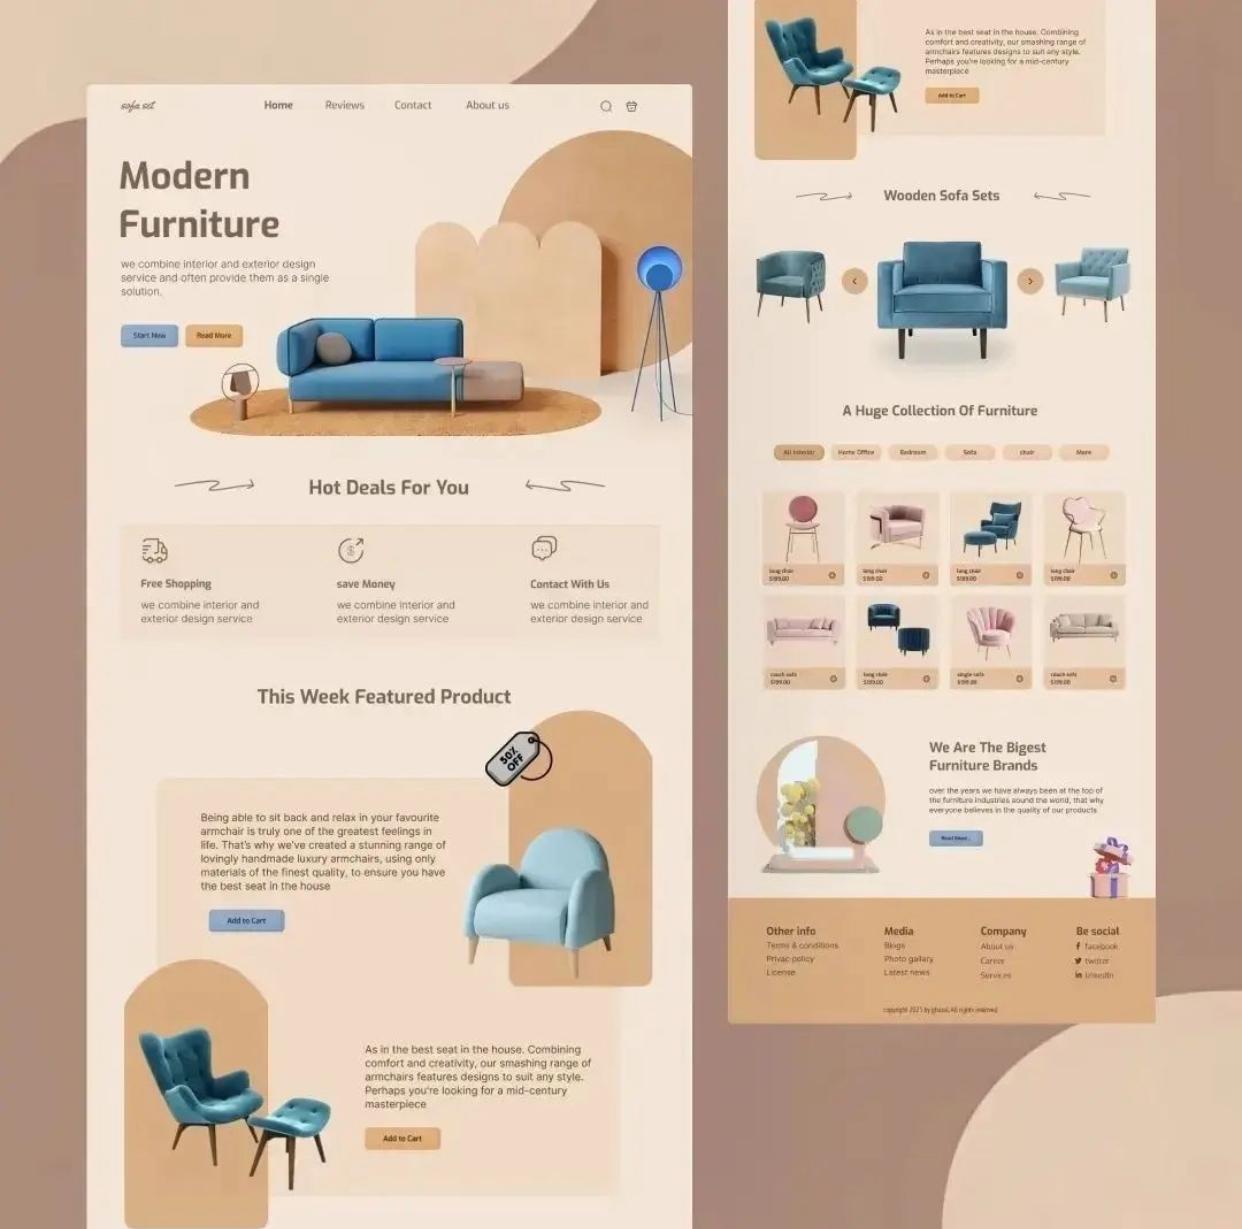 sofa set
Home
Reviews
Contact
About us
Modern
Furniture
we combine interior and exterior design
service and often provide them as a single
solution.
Start Now
Read More
Hot Deals For You
Free Shopping
we combine interior and
exterior design service
save Money
we combine interior and
exterior design service
Contact With Us
we combine interior and
exterior design service
This Week Featured Product
50%
OFF
Being able to sit back and relax in your favourite
armchair is truly one of the greatest feelings in
life. That's why we've created a stunning range of
lovingly handmade luxury armchairs, using only
materials of the finest quality, to ensure you have
the best seat in the house
Add to Cart
As in the best seat in the house. Combining
comfort and creativity, our smashing range of
armchairs features designs to suit any style.
Perhaps you're looking for a mid-century
masterpiece
Add to Cart
As in the best seat in the house. Combining
comfort and creativity, our smashing range of
armchairs features designs to suit any style.
Perhaps you're looking for a mid-century
masterpiece
Add to Cart
Wooden Sofa Sets
A Huge Collection Of Furniture
All Interior
Home Office
Bedroom
Sofa
chair
More
long chair
$199.00
long chair
$199.00
long chair
$199.00
long chair
$199.00
couch sofa
$199.00
long chair
$199.00
single sofa
$199.00
couch sofa
$199.00
We Are The Bigest
Furniture Brands
over the years we have always been at the top of
the furniture industries around the world, that why
everyone believes in the quality of our products
Read More..
Other info
Terms & conditions
Privac policy
License
Media
Blogs
Photo gallary
Latest news
Company
About us
Career
Services
Be social
facebook
twitter
linkedIn
copyright 2021 by All rights reserved